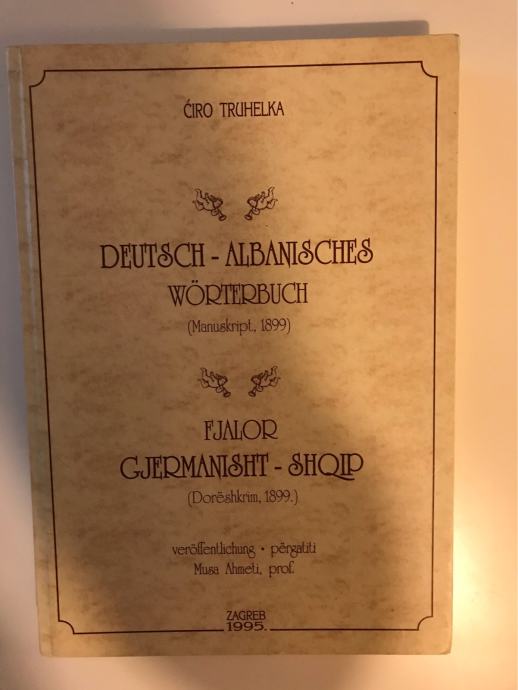 ĆIRO TRUHELKA
DEUTSCH - ALBANISCHES
WÖRTERBUCH
(Manuskript, 1899)
FJALOR
GJERMANISHT - SHQIP
(Dorëshkrim, 1899.)
veröffentlichung • përgatiti
Musa Ahmeti, prof.
ZAGREB
1995.